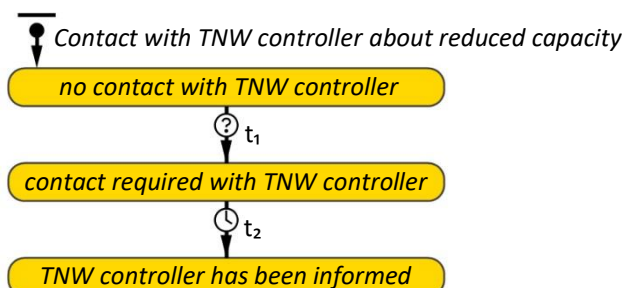 Contact with TNW controller about reduced capacity
no contact with TNW controller
? t₁
contact required with TNW controller
t₂
TNW controller has been informed